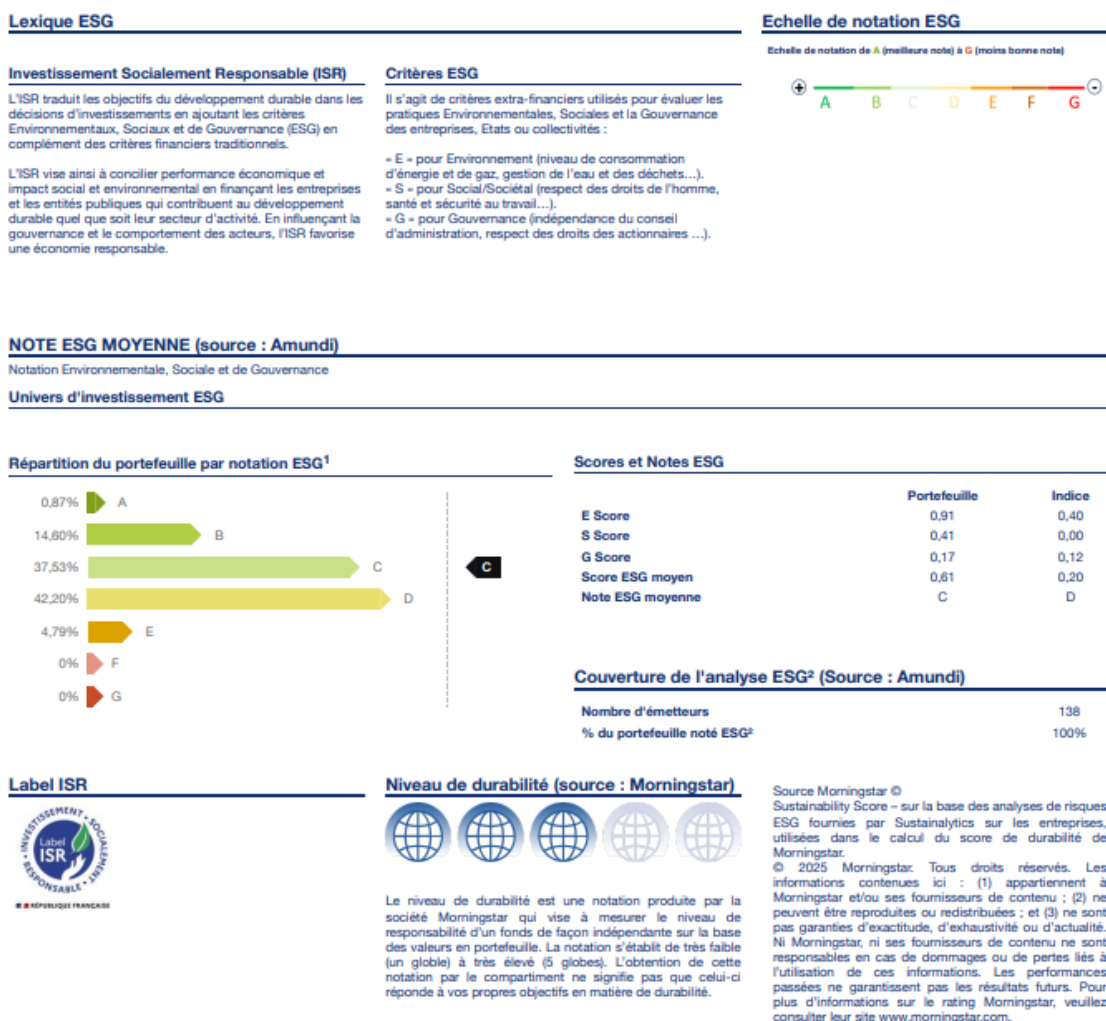 Lexique ESG
Investissement Socialement Responsable (ISR)
L'ISR traduit les objectifs du développement durable dans les
décisions d'investissements en ajoutant les critères
Environnementaux, Sociaux et de Gouvernance (ESG) en
complément des critères financiers traditionnels.
L'ISR vise ainsi à concilier performance économique et
impact social et environnemental en finançant les entreprises
et les entités publiques qui contribuent au développement
durable quel que soit leur secteur d'activité. En influençant la
gouvernance et le comportement des acteurs, l'ISR favorise
une économie responsable.
Critères ESG
Il s'agit de critères extra-financiers utilisés pour évaluer les
pratiques Environnementales, Sociales et la Gouvernance
des entreprises, Etats ou collectivités :
« E » pour Environnement (niveau de consommation
d'énergie et de gaz, gestion de l'eau et des déchets...).
« S » pour Social/Sociétal (respect des droits de l'homme,
santé et sécurité au travail...).
« G » pour Gouvernance (indépendance du conseil
d'administration, respect des droits des actionnaires ...).
Echelle de notation ESG
Echelle de notation de A (meilleure note) à G (moins bonne note)
+ -
A B C D E F G
NOTE ESG MOYENNE (source : Amundi)
Notation Environnementale, Sociale et de Gouvernance
Univers d'investissement ESG
Répartition du portefeuille par notation ESG¹
0,87% A
14,60% B
37,53% C
C
42,20% D
4,79% E
0% F
0% G
Scores et Notes ESG
Portefeuille Indice
E Score 0,91 0,40
S Score 0,41 0,00
G Score 0,17 0,12
Score ESG moyen 0,61 0,20
Note ESG moyenne C D
Couverture de l'analyse ESG² (Source : Amundi)
Nombre d'émetteurs 138
% du portefeuille noté ESG² 100%
Label ISR
INVESTISSEMENT SOCIALEMENT RESPONSABLE
Label
ISR
RÉPUBLIQUE FRANÇAISE
Niveau de durabilité (source : Morningstar)
Le niveau de durabilité est une notation produite par la
société Morningstar qui vise à mesurer le niveau de
responsabilité d'un fonds de façon indépendante sur la base
des valeurs en portefeuille. La notation s'établit de très faible
(un globle) à très élevé (5 globes). L'obtention de cette
notation par le compartiment ne signifie pas que celui-ci
réponde à vos propres objectifs en matière de durabilité.
Source Morningstar ©
Sustainability Score – sur la base des analyses de risques
ESG fournies par Sustainalytics sur les entreprises,
utilisées dans le calcul du score de durabilité de
Morningstar.
© 2025 Morningstar. Tous droits réservés. Les
informations contenues ici : (1) appartiennent à
Morningstar et/ou ses fournisseurs de contenu ; (2) ne
peuvent être reproduites ou redistribuées ; et (3) ne sont
pas garanties d'exactitude, d'exhaustivité ou d'actualité.
Ni Morningstar, ni ses fournisseurs de contenu ne sont
responsables en cas de dommages ou de pertes liés à
l'utilisation de ces informations. Les performances
passées ne garantissent pas les résultats futurs. Pour
plus d'informations sur le rating Morningstar, veuillez
consulter leur site www.morningstar.com.